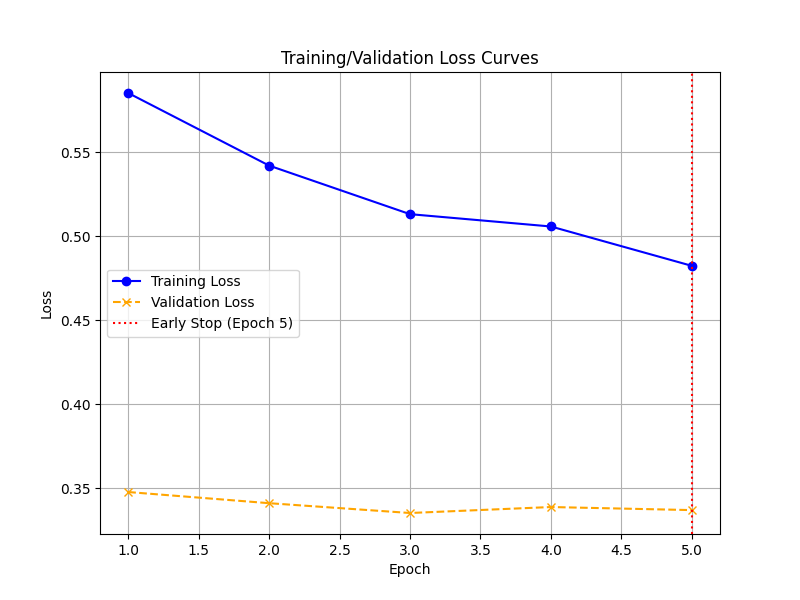 Training/Validation Loss Curves
0.55
0.50
0.45
0.40
0.35
Loss
Training Loss
Validation Loss
Early Stop (Epoch 5)
1.0 1.5 2.0 2.5 3.0 3.5 4.0 4.5 5.0
Epoch